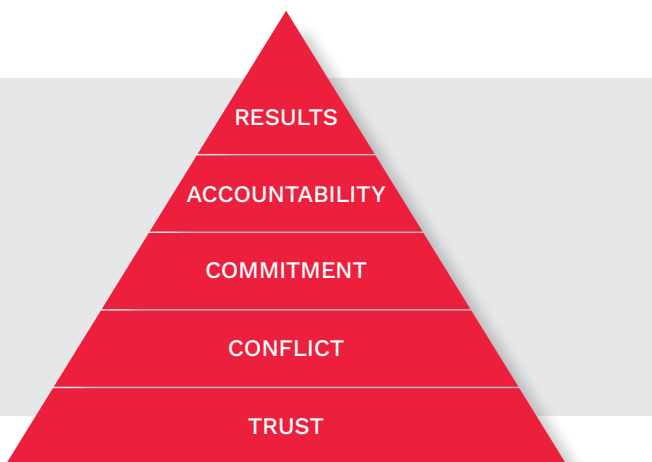 RESULTS
ACCOUNTABILITY
COMMITMENT
CONFLICT
TRUST